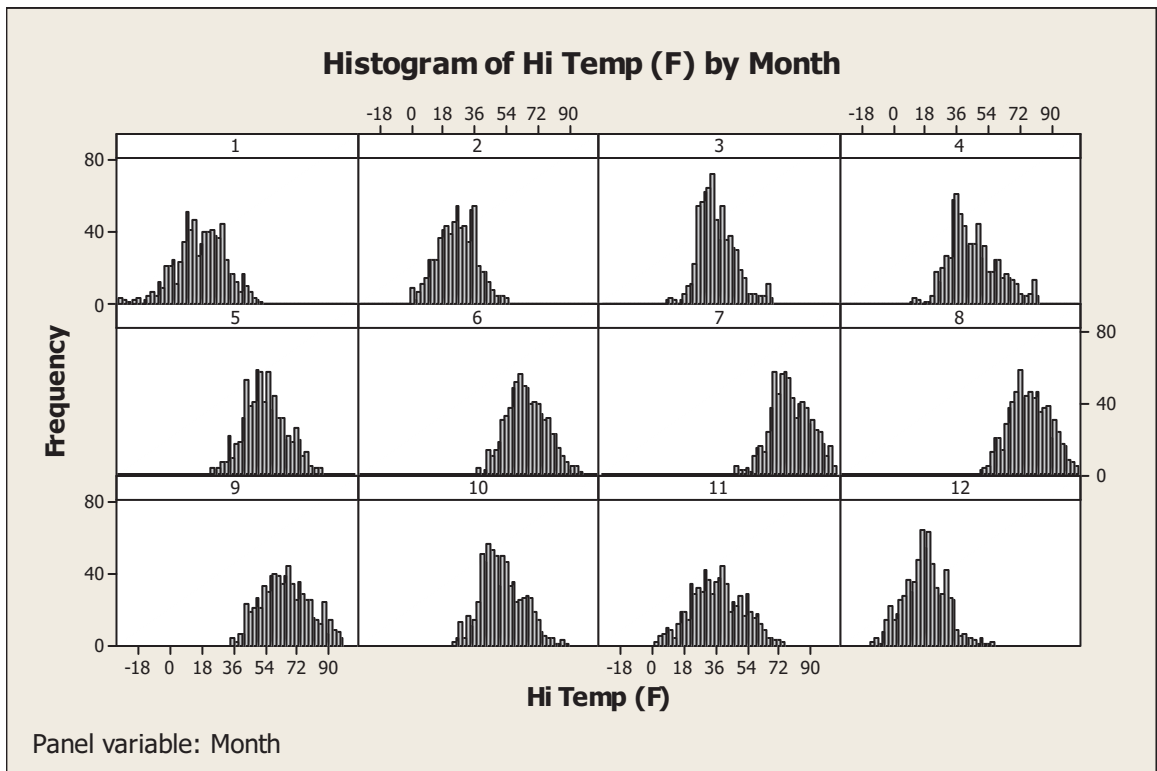 Histogram of Hi Temp (F) by Month
-18 0 18 36 54 72 90 -18 0 18 36 54 72 90
1 2 3 4
80
40
0
5 6 7 8
80
40
0
9 10 11 12
80
40
0
-18 0 18 36 54 72 90 -18 0 18 36 54 72 90
Frequency
Hi Temp (F)
Panel variable: Month